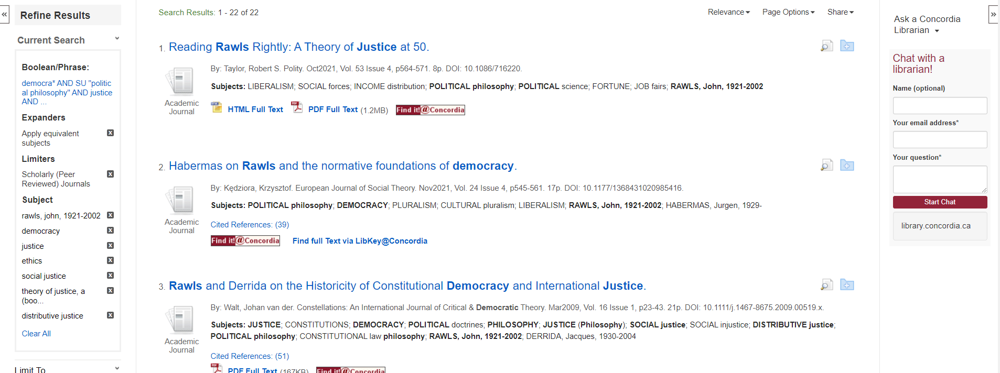 «
Refine Results
Current Search
Boolean/Phrase:
democra* AND SU "politic
al philosophy" AND justice
AND ...
Expanders
Apply equivalent
subjects
x
Limiters
Scholarly (Peer
Reviewed) Journals
x
Subject
rawls, john, 1921-2002 x
democracy x
justice x
ethics x
social justice x
theory of justice, a
(boo...
x
distributive justice x
Clear All
Limit To
Search Results: 1 - 22 of 22
Relevance Page Options Share
1. Reading Rawls Rightly: A Theory of Justice at 50.
By: Taylor, Robert S. Polity. Oct2021, Vol. 53 Issue 4, p564-571. 8p. DOI: 10.1086/716220.
Subjects: LIBERALISM; SOCIAL forces; INCOME distribution; POLITICAL philosophy; POLITICAL science; FORTUNE; JOB fairs; RAWLS, John, 1921-2002
Academic
Journal
HTML Full Text PDF PDF Full Text (1.2MB) Find it!@Concordia
2. Habermas on Rawls and the normative foundations of democracy.
By: Kędziora, Krzysztof. European Journal of Social Theory. Nov2021, Vol. 24 Issue 4, p545-561. 17p. DOI: 10.1177/1368431020985416.
Subjects: POLITICAL philosophy; DEMOCRACY; PLURALISM; CULTURAL pluralism; LIBERALISM; RAWLS, John, 1921-2002; HABERMAS, Jurgen, 1929-
Academic
Journal
Cited References: (39)
Find it!@Concordia Find full Text via LibKey@Concordia
3. Rawls and Derrida on the Historicity of Constitutional Democracy and International Justice.
By: Walt, Johan van der. Constellations: An International Journal of Critical & Democratic Theory. Mar2009, Vol. 16 Issue 1, p23-43. 21p. DOI: 10.1111/j.1467-8675.2009.00519.x.
Subjects: JUSTICE; CONSTITUTIONS; DEMOCRACY; POLITICAL doctrines; PHILOSOPHY; JUSTICE (Philosophy); SOCIAL justice; SOCIAL injustice; DISTRIBUTIVE justice;
POLITICAL philosophy; CONSTITUTIONAL law philosophy; RAWLS, John, 1921-2002; DERRIDA, Jacques, 1930-2004
Academic
Journal
Cited References: (51)
PDF PDF Full Text (167KB) Find it!@Concordia
»
Ask a Concordia
Librarian
Chat with a
librarian!
Name (optional)
Your email address*
Your question*
Start Chat
library.concordia.ca